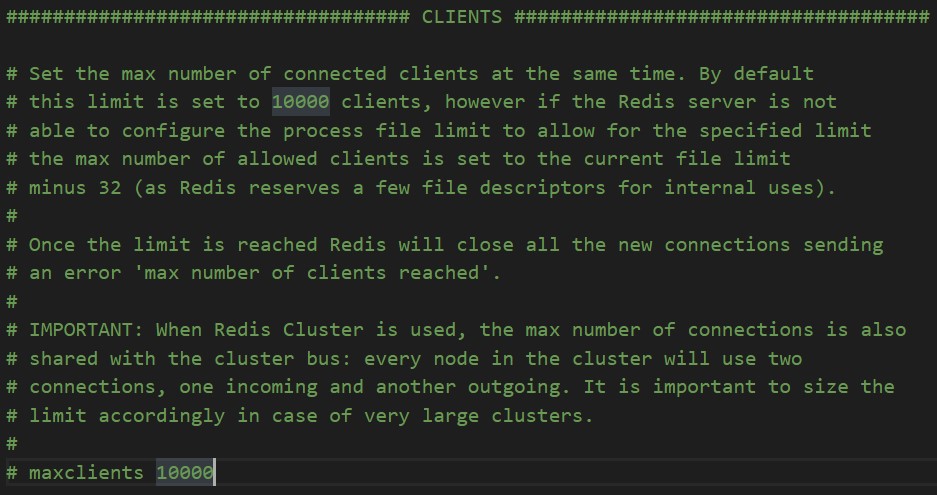 ################################### CLIENTS ####################################
# Set the max number of connected clients at the same time. By default
# this limit is set to 10000 clients, however if the Redis server is not
# able to configure the process file limit to allow for the specified limit
# the max number of allowed clients is set to the current file limit
# minus 32 (as Redis reserves a few file descriptors for internal uses).
#
# Once the limit is reached Redis will close all the new connections sending
# an error 'max number of clients reached'.
#
# IMPORTANT: When Redis Cluster is used, the max number of connections is also
# shared with the cluster bus: every node in the cluster will use two
# connections, one incoming and another outgoing. It is important to size the
# limit accordingly in case of very large clusters.
#
# maxclients 10000